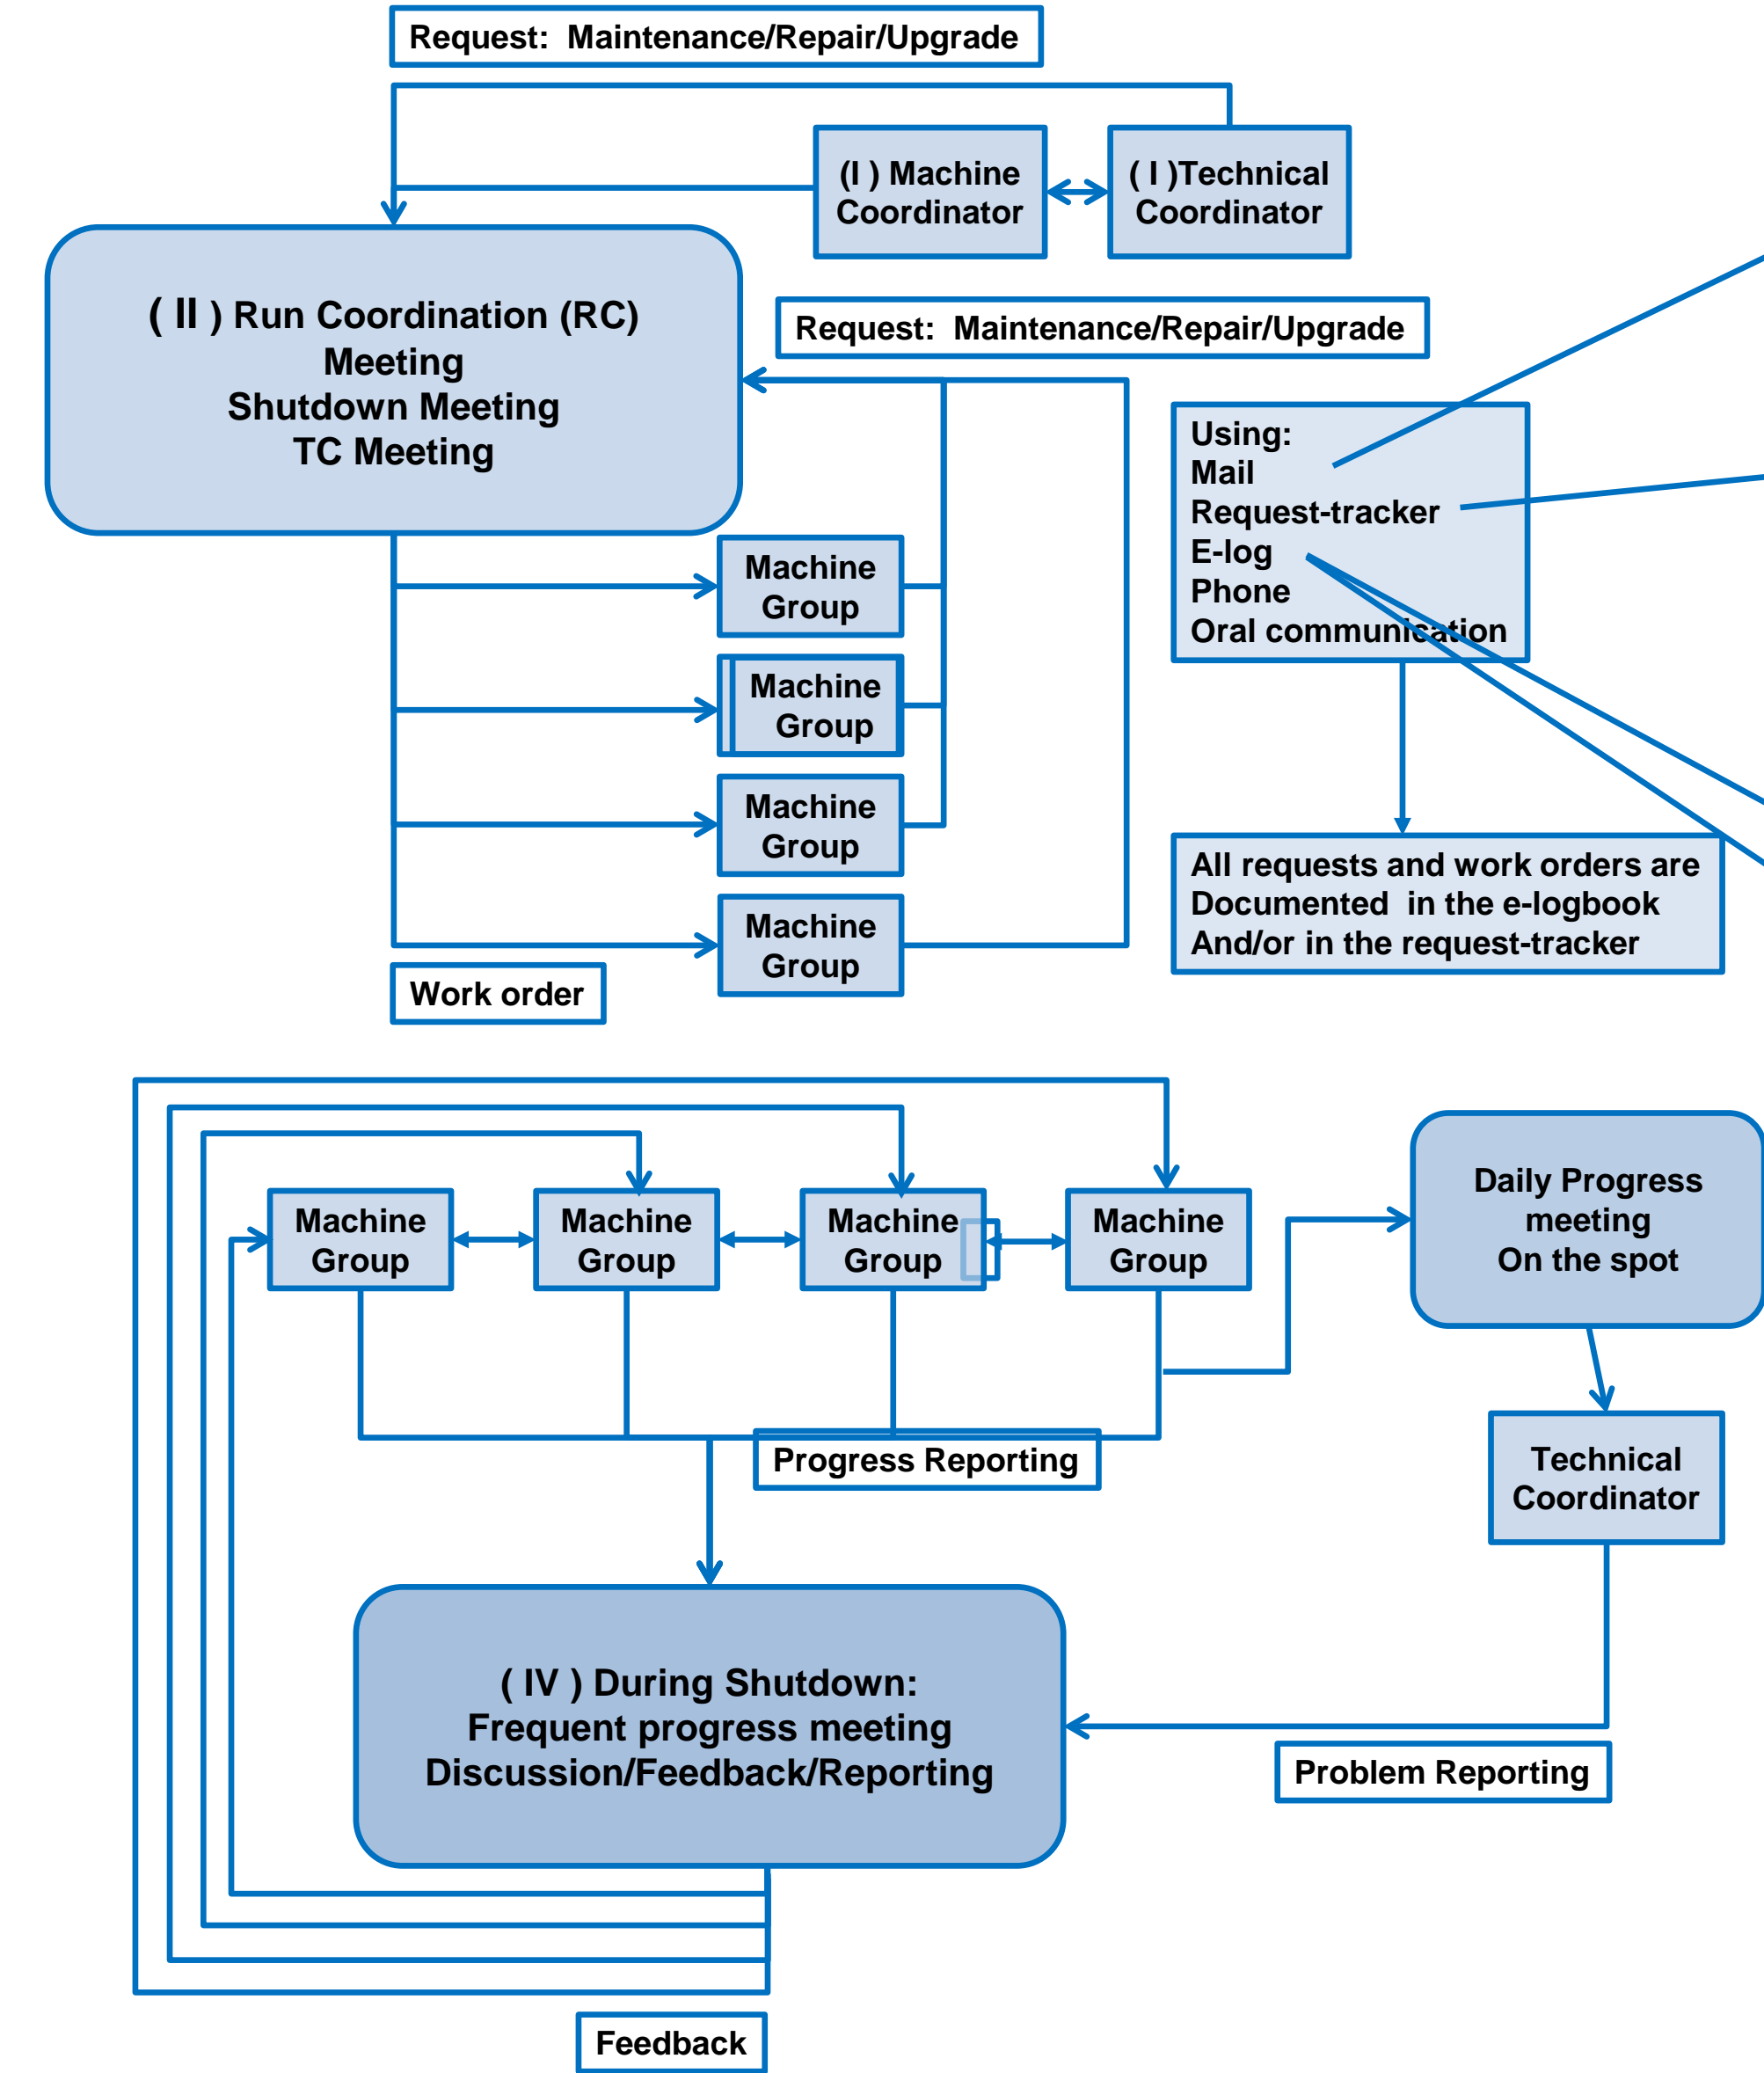 Request:  Maintenance/Repair/Upgrade
(I ) Machine
Coordinator
( I )Technical
Coordinator
( II ) Run Coordination (RC)
Meeting
Shutdown Meeting
TC Meeting
Request:  Maintenance/Repair/Upgrade
Using:
Mail
Request-tracker
E-log
Phone
Oral communication
Machine
Group
Machine
Group
Machine
Group
Machine
Group
All requests and work orders are
Documented  in the e-logbook
And/or in the request-tracker
Work order
Machine
Group
Machine
Group
Machine
Group
Machine
Group
Daily Progress
meeting
On the spot
Progress Reporting
Technical
Coordinator
( IV ) During Shutdown:
Frequent progress meeting
Discussion/Feedback/Reporting
Problem Reporting
Feedback